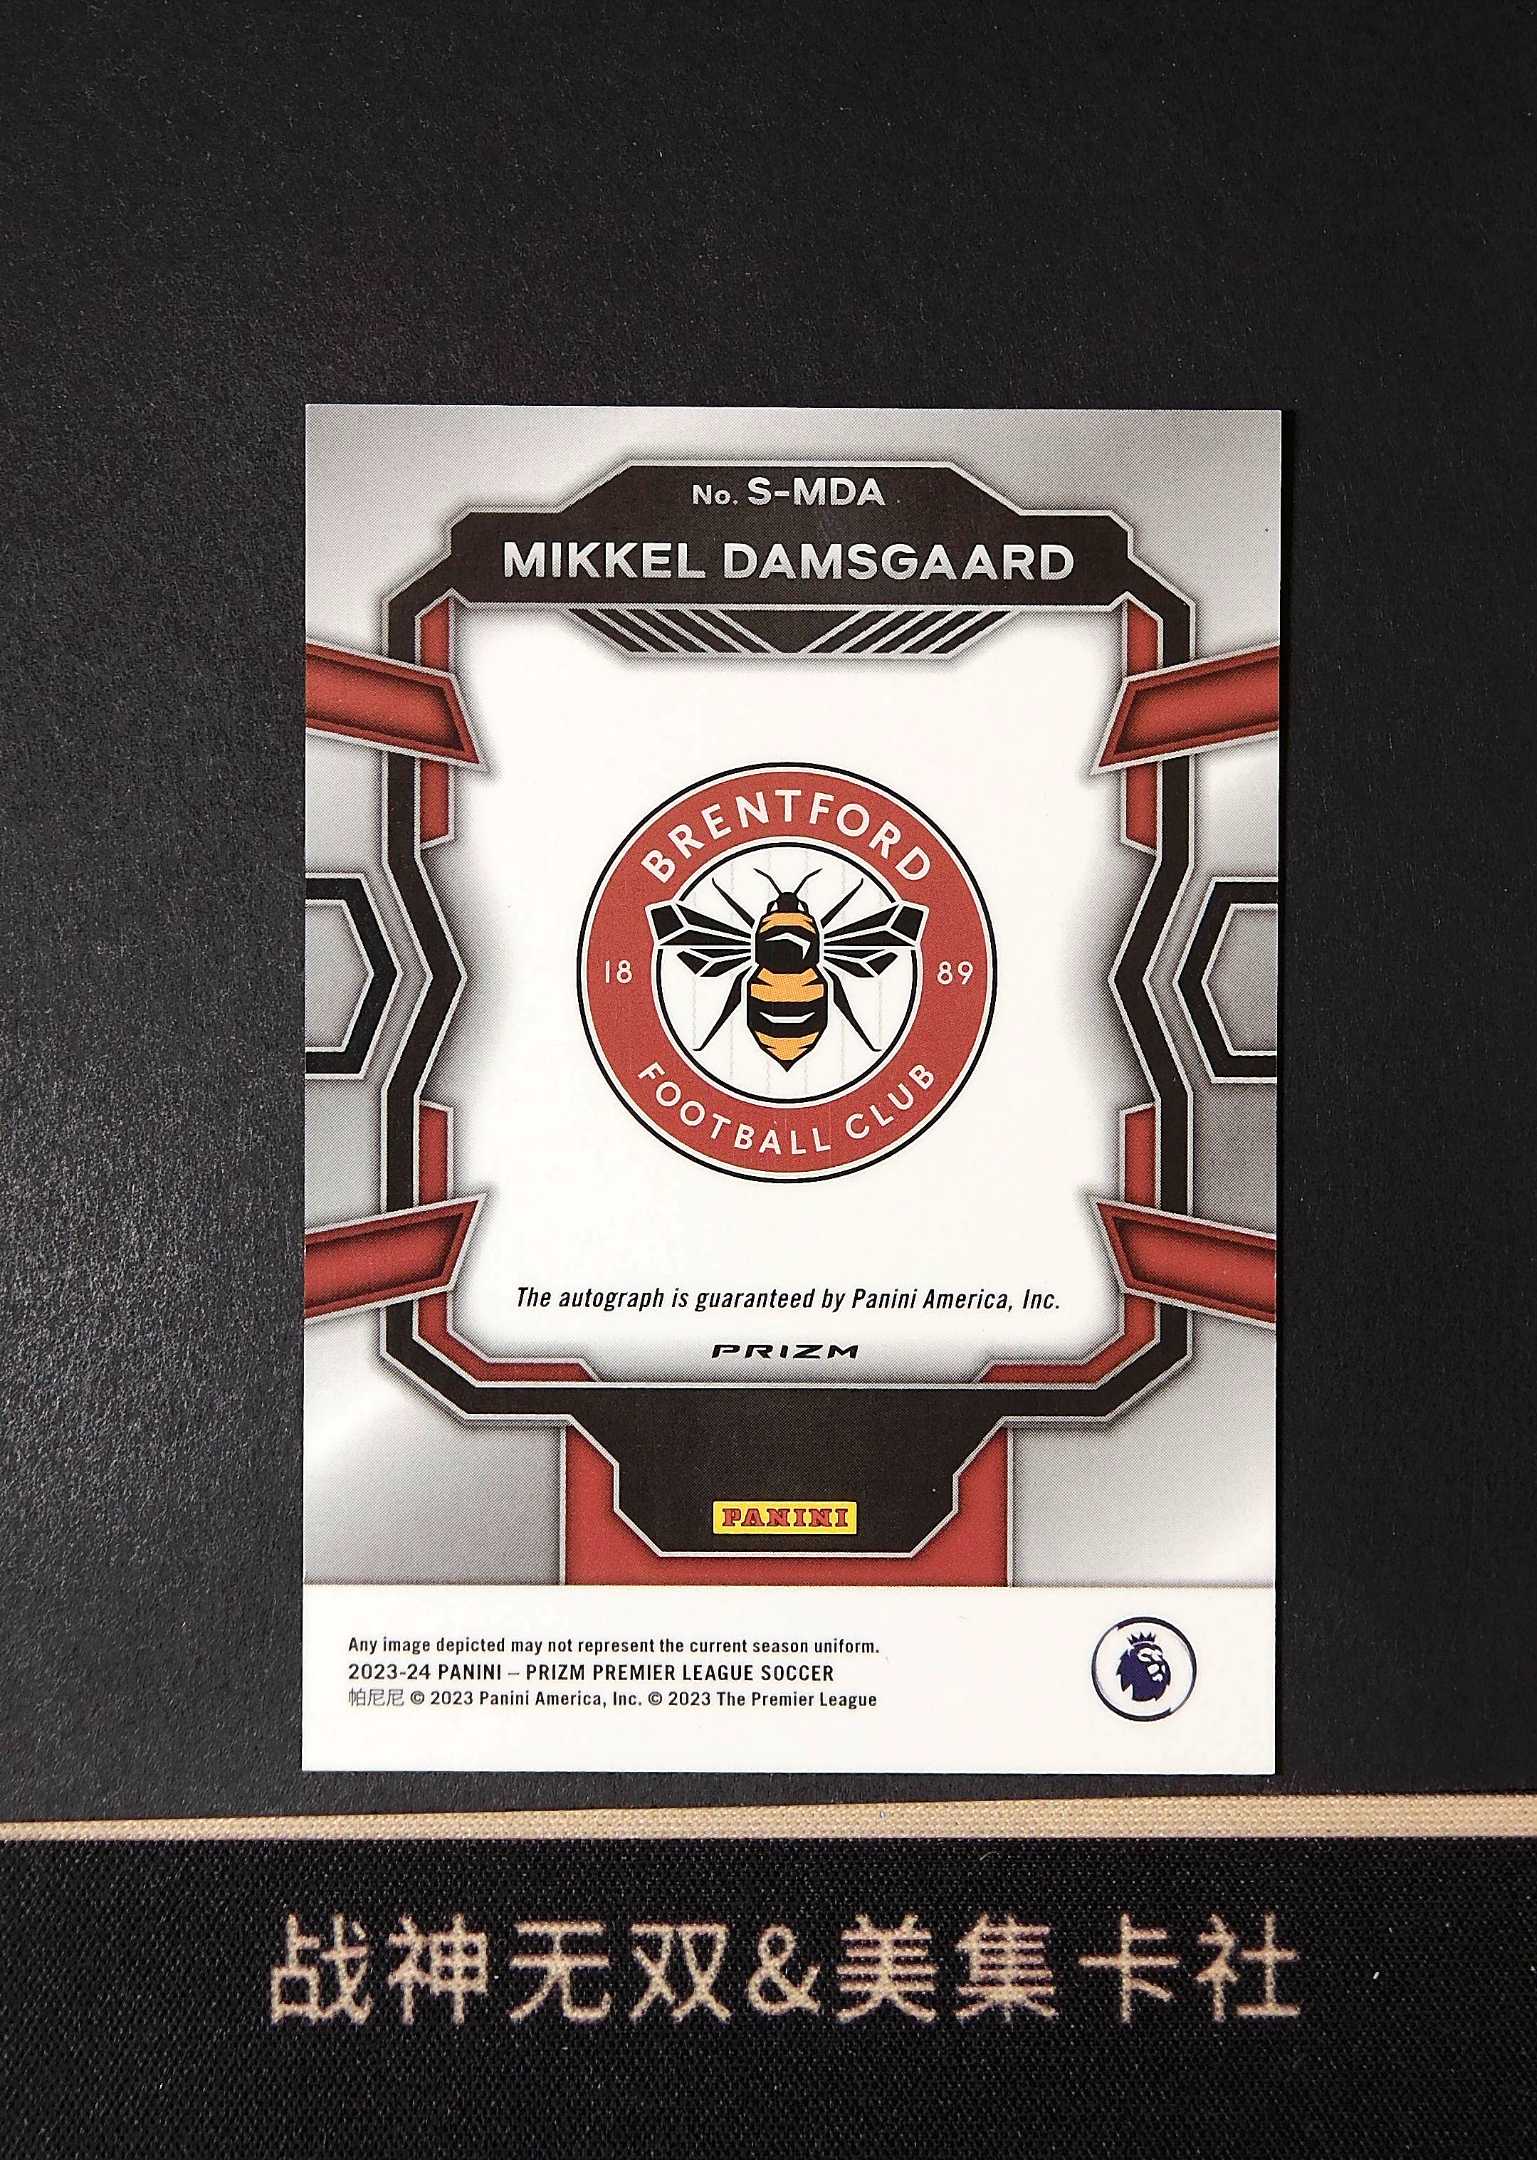 No. S-MDA
MIKKEL DAMSGAARD
BRENTFORD
18 89
FOOTBALL CLUB
The autograph is guaranteed by Panini America, Inc.
PRIZM
PANINI
Any image depicted may not represent the current season uniform.
2023-24 PANINI – PRIZM PREMIER LEAGUE SOCCER
帕尼尼 © 2023 Panini America, Inc. © 2023 The Premier League
战神无双&美集卡社